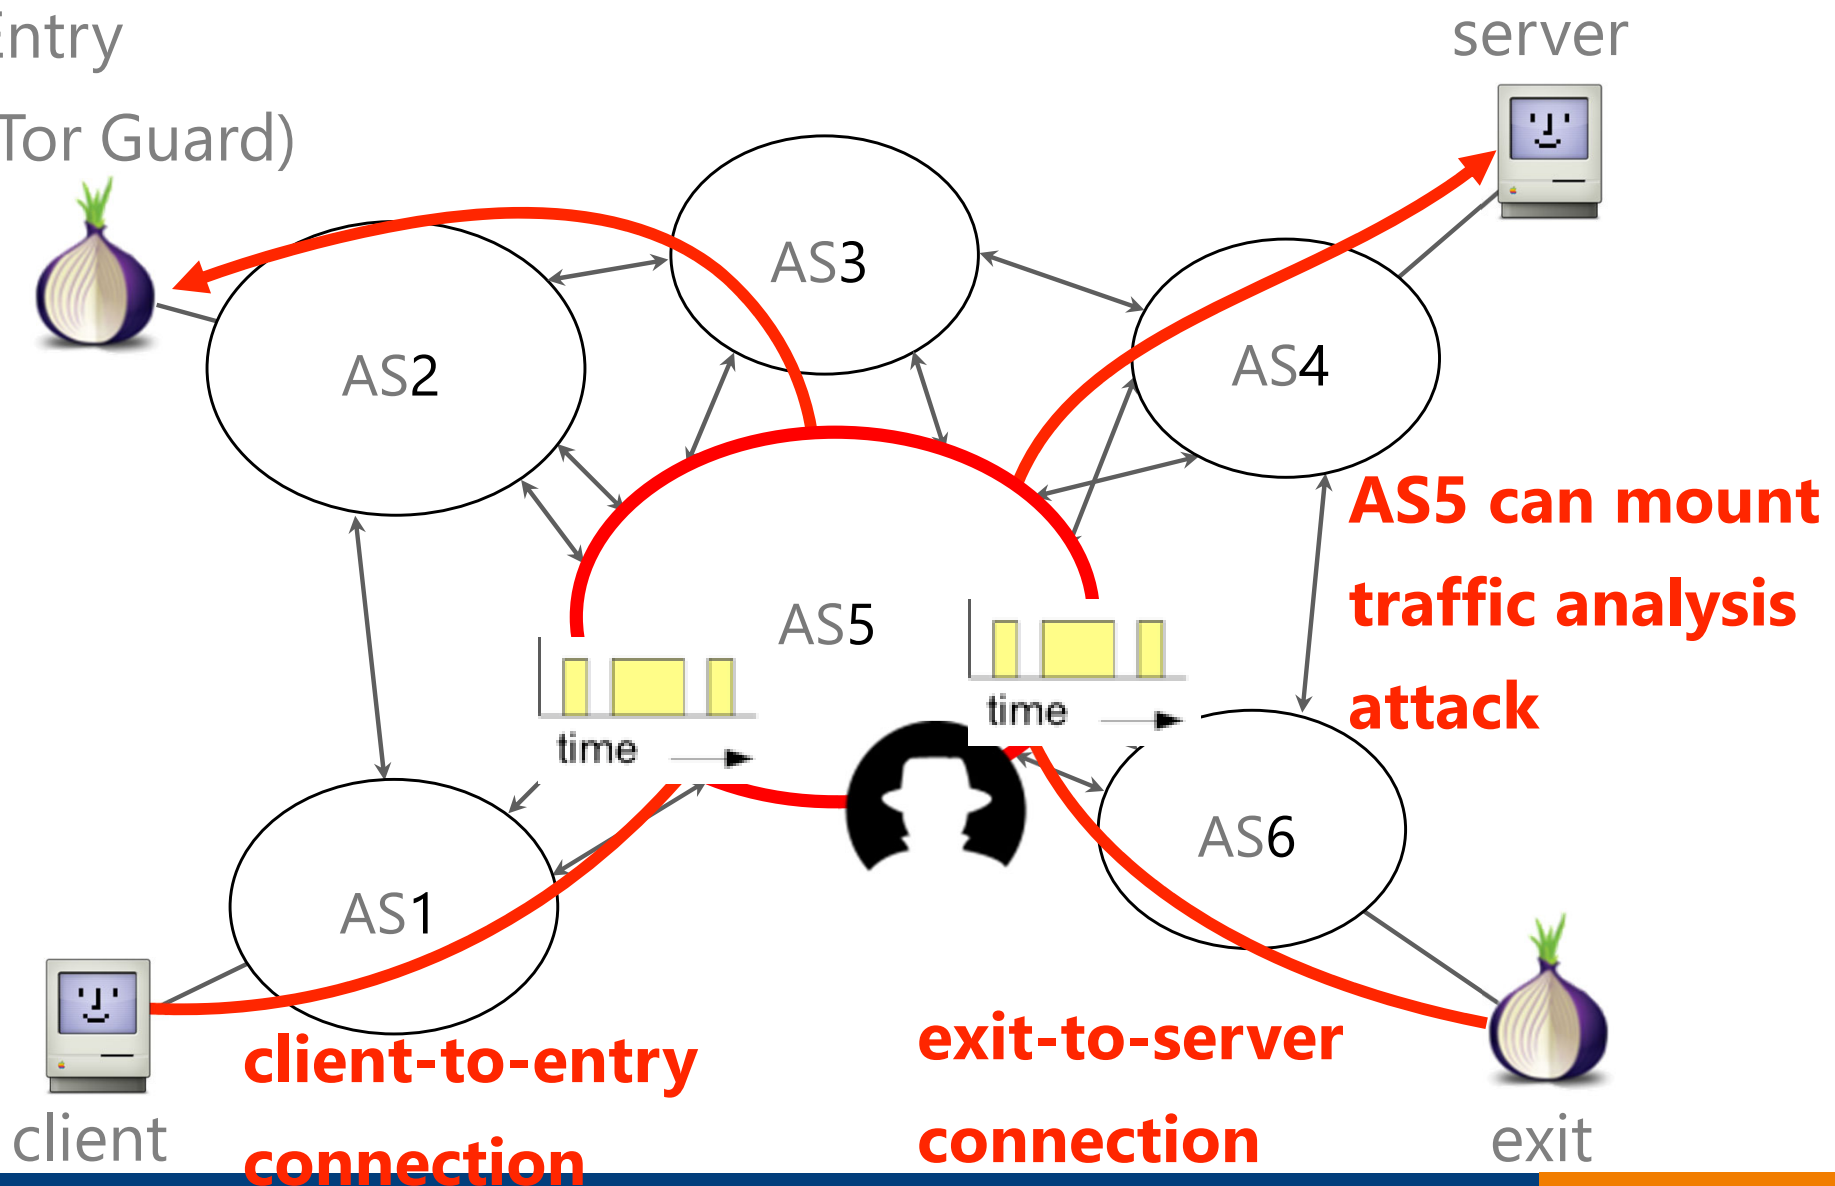 Entry
Tor Guard)
server
AS3
AS2
AS4
AS5 can mount
traffic analysis
attack
AS5
time
time
AS6
AS1
client-to-entry
connection
exit-to-server
connection
client
exit